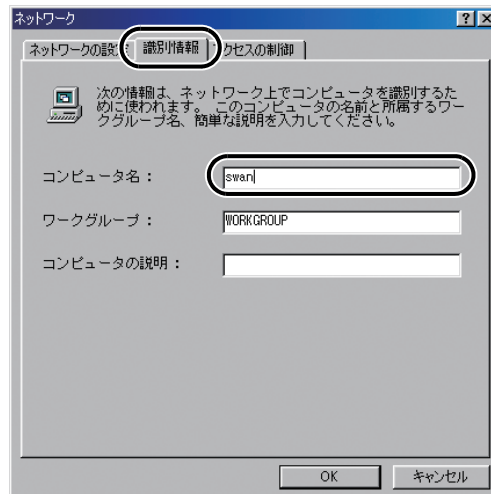 ネットワーク
ネットワークの設定 識別情報 アクセスの制御
次の情報は、ネットワーク上でコンピュータを識別するた
めに使われます。 このコンピュータの名前と所属するワー
クグループ名、簡単な説明を入力してください。
コンピュータ名： swan
ワークグループ： WORKGROUP
コンピュータの説明：
OK キャンセル